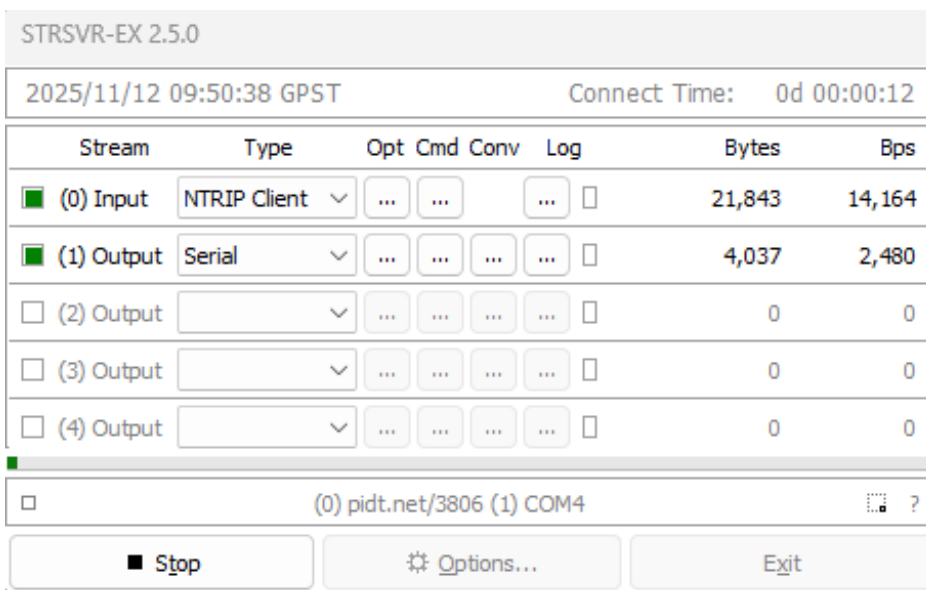 STRSVR-EX 2.5.0
2025/11/12 09:50:38 GPST Connect Time: 0d 00:00:12
Stream Type Opt Cmd Conv Log Bytes Bps
(0) Input NTRIP Client ... ... ... 21,843 14,164
(1) Output Serial ... ... ... ... 4,037 2,480
(2) Output ... ... ... ... 0 0
(3) Output ... ... ... ... 0 0
(4) Output ... ... ... ... 0 0
(0) pidt.net/3806 (1) COM4 ?
Stop Options... Exit